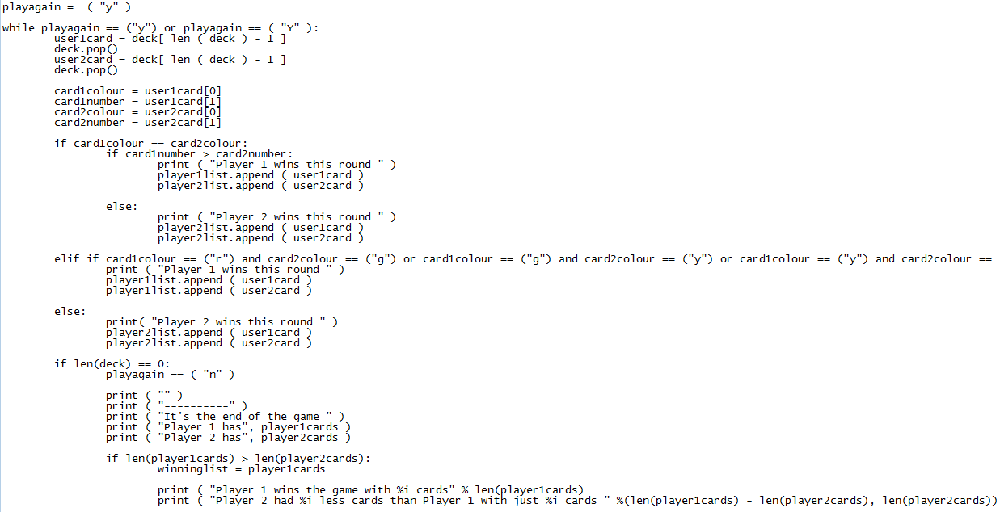 playagain =  ( "y" )
while playagain == ("y") or playagain == ( "Y" ):
user1card = deck[ len ( deck ) - 1 ]
deck.pop()
user2card = deck[ len ( deck ) - 1 ]
deck.pop()
card1colour = user1card[0]
card1number = user1card[1]
card2colour = user2card[0]
card2number = user2card[1]
if card1colour == card2colour:
if card1number > card2number:
print ( "Player 1 wins this round " )
player1list.append ( user1card )
player2list.append ( user2card )
else:
print ( "Player 2 wins this round " )
player2list.append ( user1card )
player2list.append ( user2card )
elif if card1colour == ("r") and card2colour == ("g") or card1colour == ("g") and card2colour == ("y") or card1colour == ("y") and card2colour ==
print ( "Player 1 wins this round " )
player1list.append ( user1card )
player1list.append ( user2card )
else:
print( "Player 2 wins this round " )
player2list.append ( user1card )
player2list.append ( user2card )
if len(deck) == 0:
playagain == ( "n" )
print ( "" )
print ( "----------" )
print ( "It's the end of the game " )
print ( "Player 1 has", player1cards )
print ( "Player 2 has", player2cards )
if len(player1cards) > len(player2cards):
winninglist = player1cards
print ( "Player 1 wins the game with %i cards" % len(player1cards)
print ( "Player 2 had %i less cards than Player 1 with just %i cards " %(len(player1cards) - len(player2cards), len(player2cards))